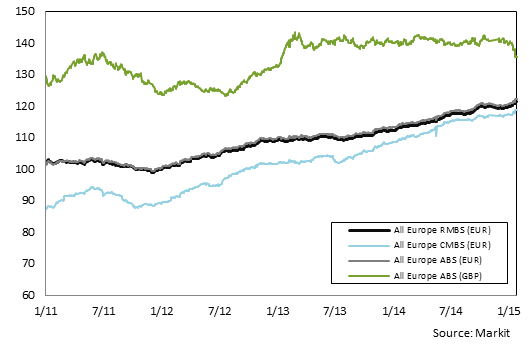 150
140
130
120
110
100
90
80
70
60
All Europe RMBS (EUR)
All Europe CMBS (EUR)
All Europe ABS (EUR)
All Europe ABS (GBP)
1/11 7/11 1/12 7/12 1/13 7/13 1/14 7/14 1/15
Source: Markit